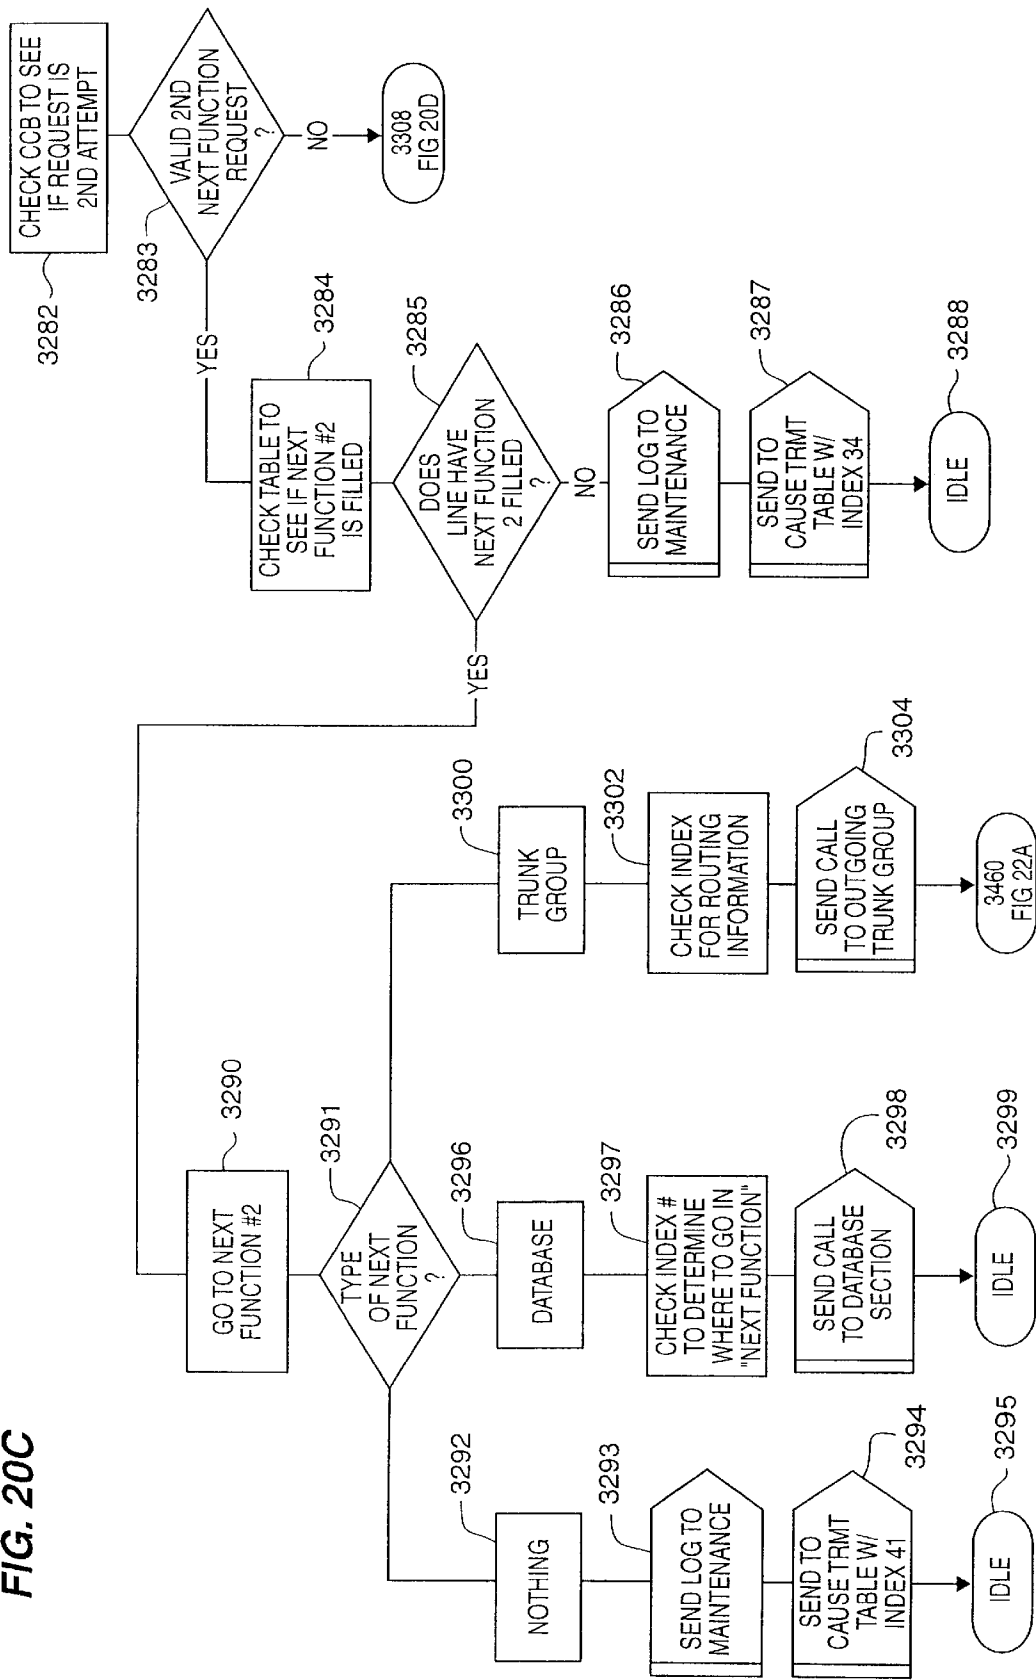 FIG. 20C
CHECK CCB TO SEE
IF REQUEST IS
2ND ATTEMPT
3282
VALID 2ND
NEXT FUNCTION
REQUEST
?
3283
NO
3308
FIG 20D
YES
CHECK TABLE TO
SEE IF NEXT
FUNCTION #2
IS FILLED
3284
DOES
LINE HAVE
NEXT FUNCTION
2 FILLED
?
3285
NO
SEND LOG TO
MAINTENANCE
3286
SEND TO
CAUSE TRMT
TABLE W/
INDEX 34
3287
IDLE
3288
YES
GO TO NEXT
FUNCTION #2
3290
TYPE
OF NEXT
FUNCTION
?
3291
NOTHING
3292
SEND LOG TO
MAINTENANCE
3293
SEND TO
CAUSE TRMT
TABLE W/
INDEX 41
3294
IDLE
3295
DATABASE
3296
CHECK INDEX #
TO DETERMINE
WHERE TO GO IN
"NEXT FUNCTION"
3297
SEND CALL
TO DATABASE
SECTION
3298
IDLE
3299
TRUNK
GROUP
3300
CHECK INDEX
FOR ROUTING
INFORMATION
3302
SEND CALL
TO OUTGOING
TRUNK GROUP
3304
3460
FIG 22A